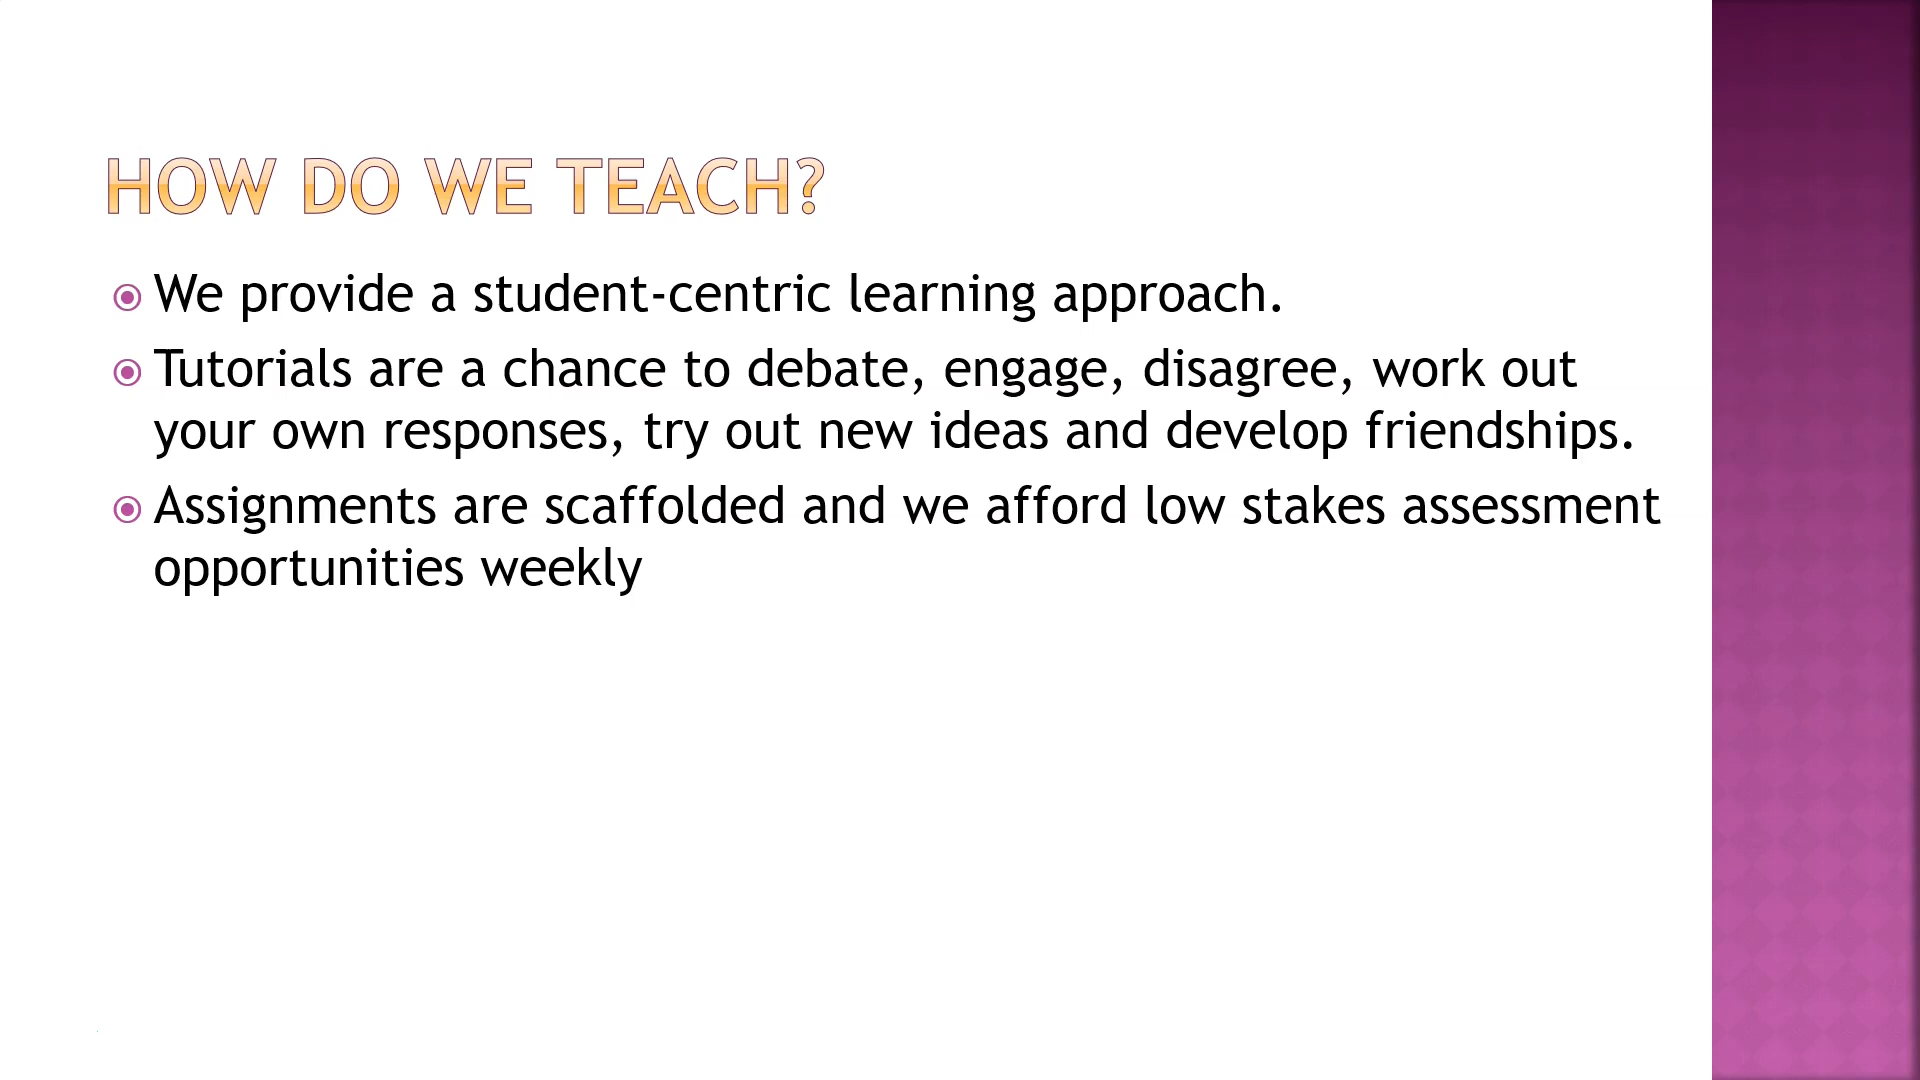 HOW DO WE TEACH?
We provide a student-centric learning approach.
Tutorials are a chance to debate, engage, disagree, work out
your own responses, try out new ideas and develop friendships.
Assignments are scaffolded and we afford low stakes assessment
opportunities weekly